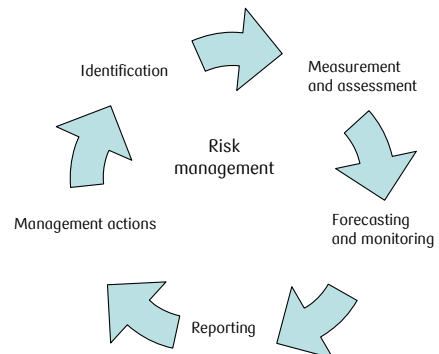 Identification
Measurement
and assessment
Risk
management
Forecasting
and monitoring
Management actions
Reporting